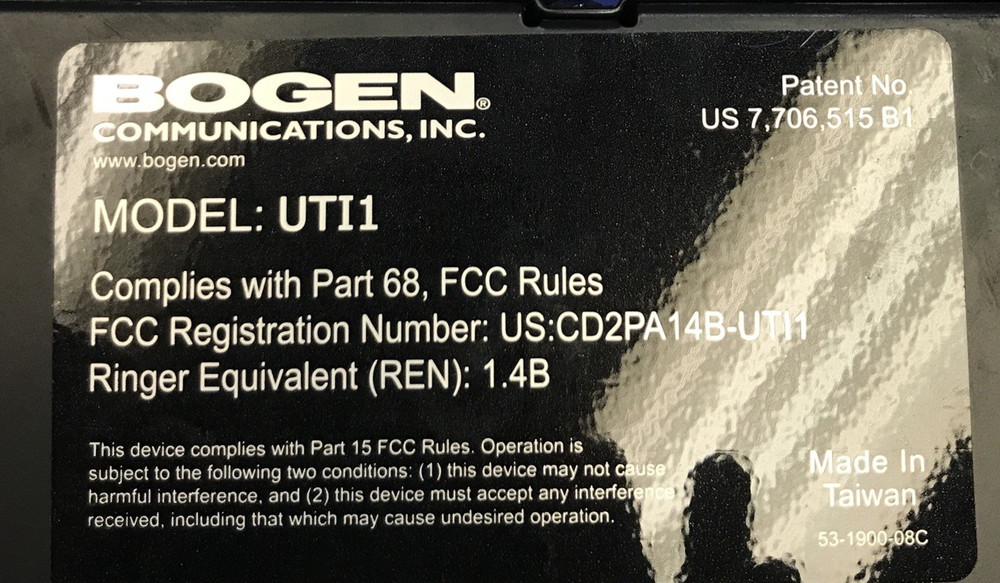 BOGEN®
COMMUNICATIONS, INC.
www.bogen.com
Patent No.
US 7,706,515 B1
MODEL: UTI1
Complies with Part 68, FCC Rules
FCC Registration Number: US:CD2PA14B-UTI1
Ringer Equivalent (REN): 1.4B
This device complies with Part 15 FCC Rules. Operation is
subject to the following two conditions: (1) this device may not cause
harmful interference, and (2) this device must accept any interference
received, including that which may cause undesired operation.
Made In
Taiwan
53-1900-08C